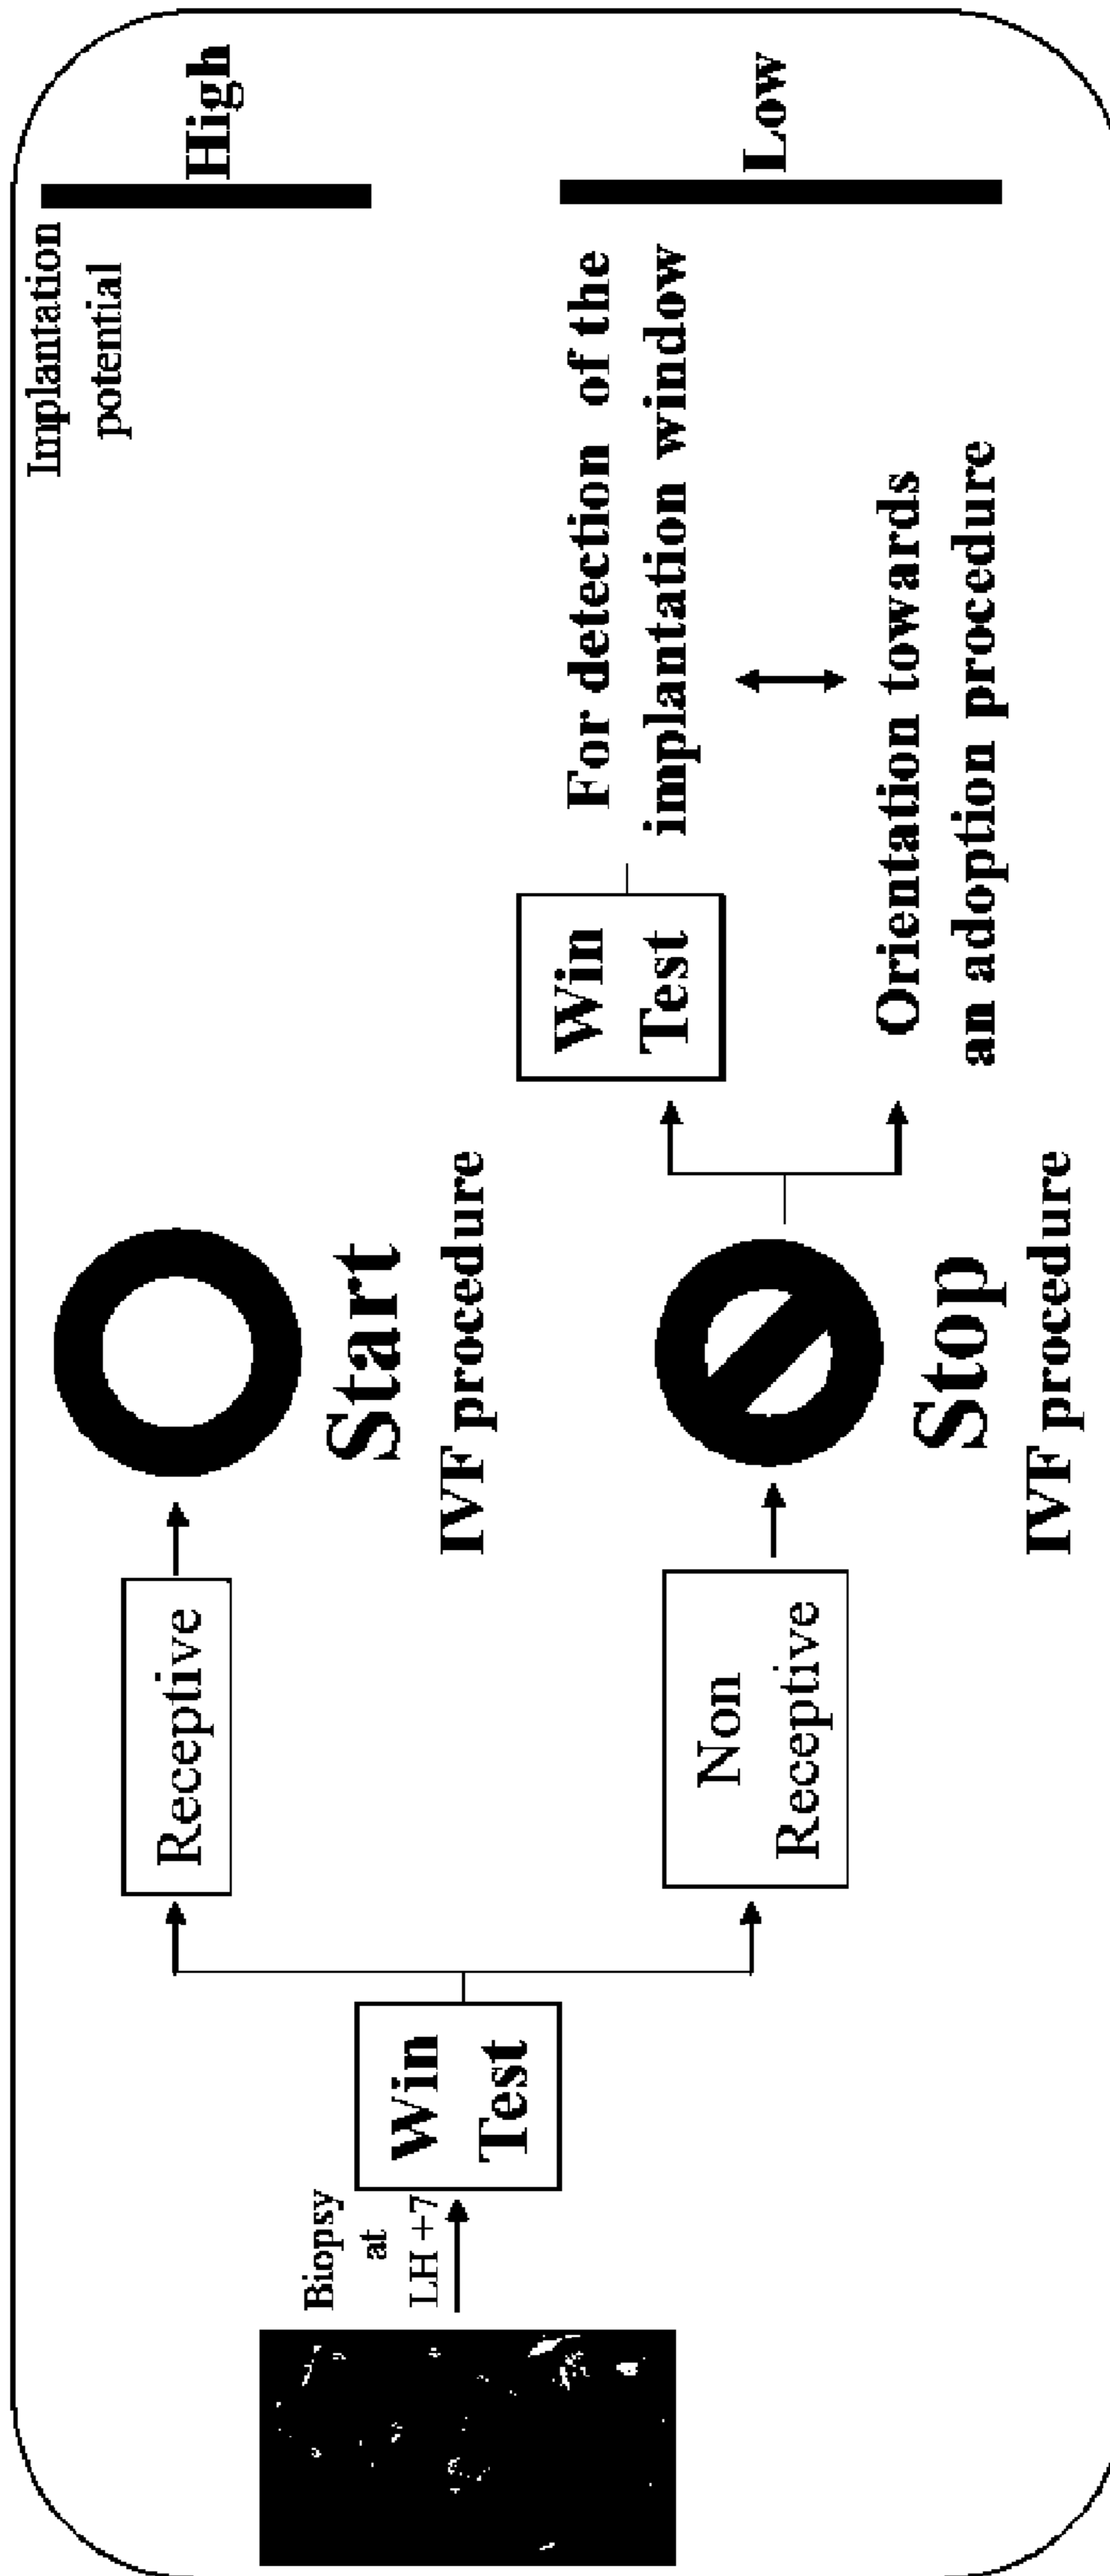 Biopsy
at
LH +7
Win
Test
Receptive
Start
IVF procedure
Implantation
potential
High
Non
Receptive
Stop
IVF procedure
Win
Test
For detection of the
implantation window
Orientation towards
an adoption procedure
Low